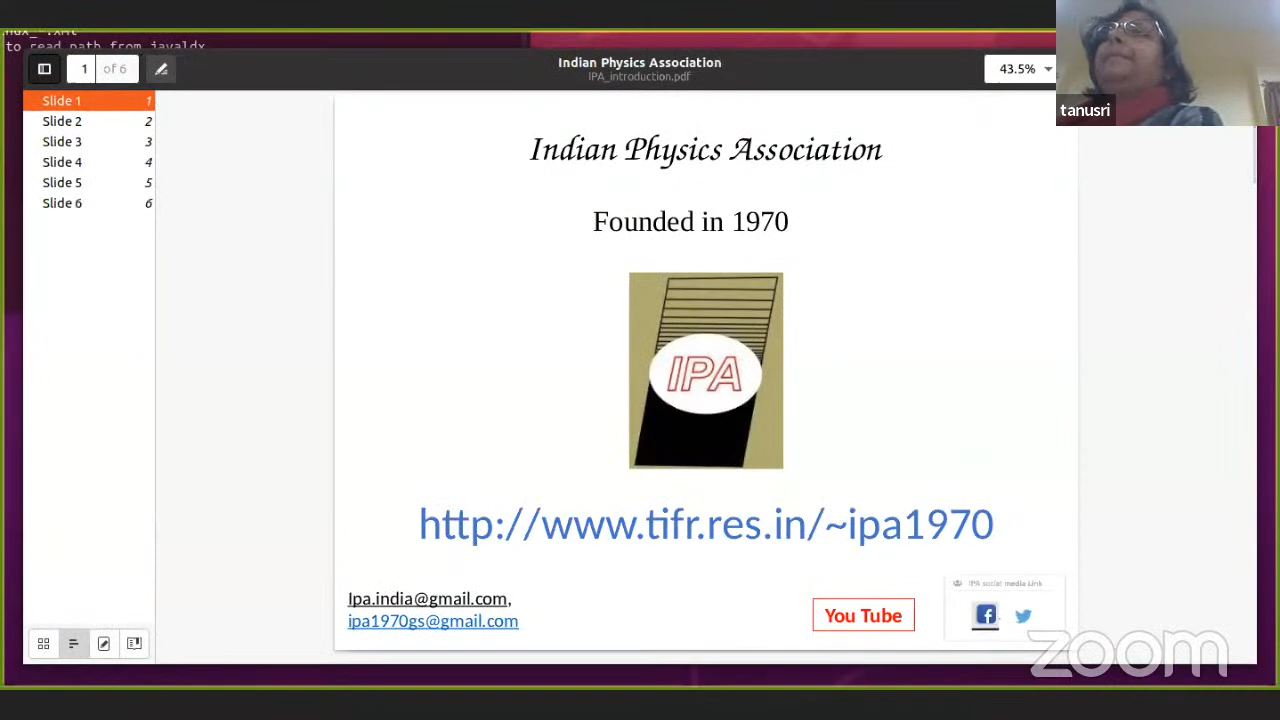 to read path from javaldx
1 of 6
Indian Physics Association
IPA_introduction.pdf
43.5%
tanusri
Slide 1 1
Slide 2 2
Slide 3 3
Slide 4 4
Slide 5 5
Slide 6 6
Indian Physics Association
Founded in 1970
IPA
http://www.tifr.res.in/~ipa1970
Ipa.india@gmail.com,
ipa1970gs@gmail.com
You Tube
IPA social media Link
zoom